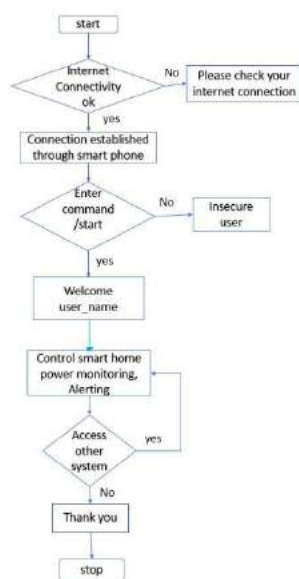 start
Internet
Connectivity
ok
No
Please check your
internet connection
yes
Connection established
through smart phone
Enter
command
/start
No
Insecure
user
yes
Welcome
user_name
Control smart home
power monitoring,
Alerting
Access
other
system
yes
No
Thank you
stop